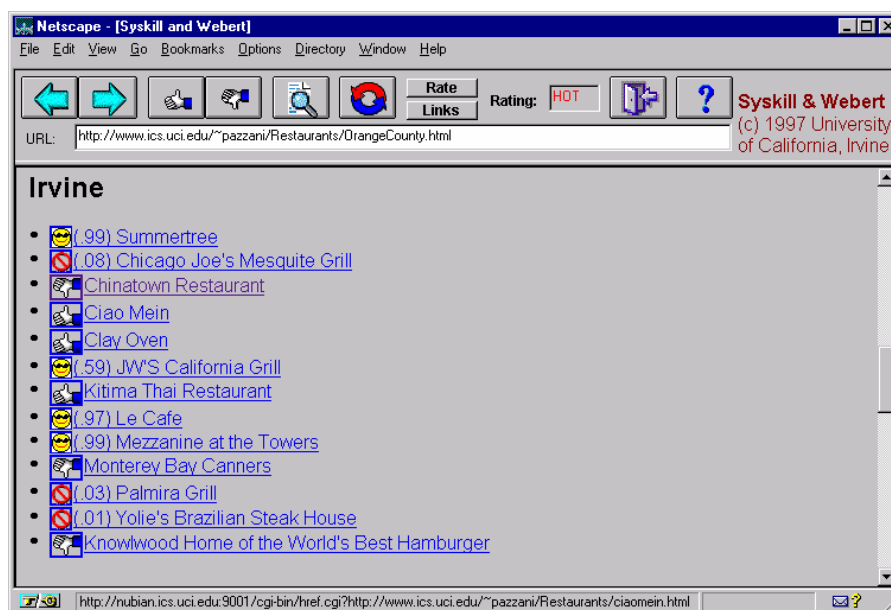 Netscape - [Syskill and Webert]
File Edit View Go Bookmarks Options Directory Window Help
Rate
Links
Rating: HOT
?
Syskill & Webert
(c) 1997 University
of California, Irvine
URL: http://www.ics.uci.edu/~pazzani/Restaurants/OrangeCounty.html
Irvine
(.99) Summertree
(.08) Chicago Joe's Mesquite Grill
Chinatown Restaurant
Ciao Mein
Clay Oven
(.59) JW'S California Grill
Kitima Thai Restaurant
(.97) Le Cafe
(.99) Mezzanine at the Towers
Monterey Bay Canners
(.03) Palmira Grill
(.01) Yolie's Brazilian Steak House
Knowlwood Home of the World's Best Hamburger
http://nubian.ics.uci.edu:9001/cgi-bin/href.cgi?http://www.ics.uci.edu/~pazzani/Restaurants/ciaomein.html ?